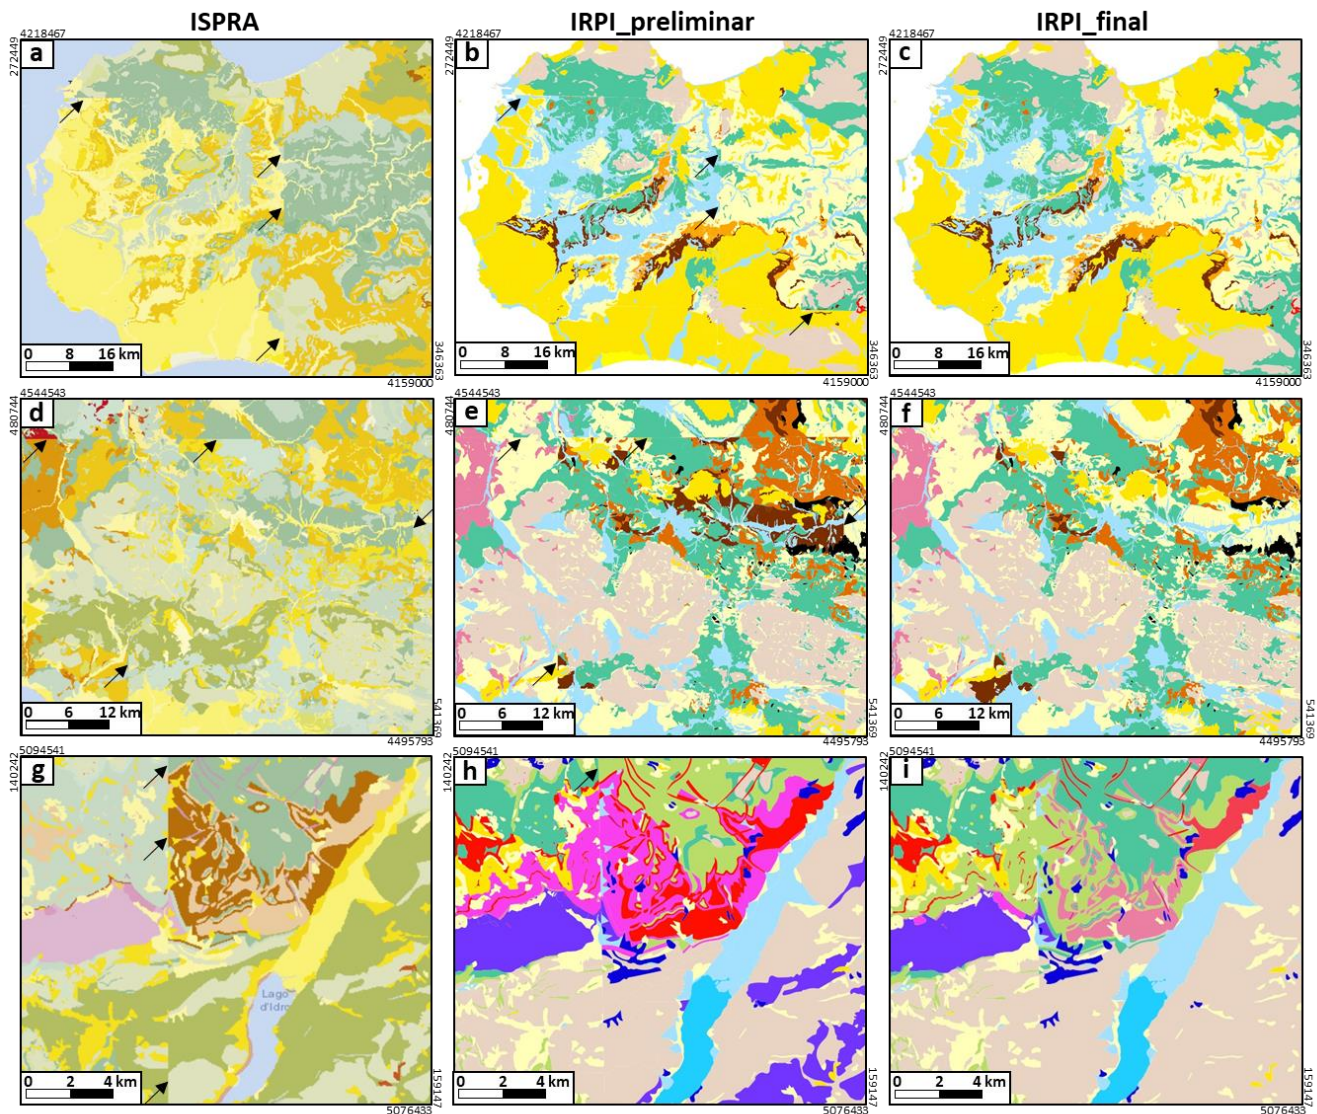 ISPRA
IRPI_preliminar
IRPI_final
4218467
4218467
4218467
272449
272449
272449
a
b
c
0 8 16 km
0 8 16 km
0 8 16 km
346363
346363
346363
4159000
4159000
4159000
4544543
4544543
4544543
480744
480744
480744
d
e
f
0 6 12 km
0 6 12 km
0 6 12 km
541369
541369
541369
4495793
4495793
4495793
5094541
5094541
5094541
140242
140242
140242
g
h
i
Lago
d'Idro
0 2 4 km
0 2 4 km
0 2 4 km
159147
159147
159147
5076433
5076433
5076433